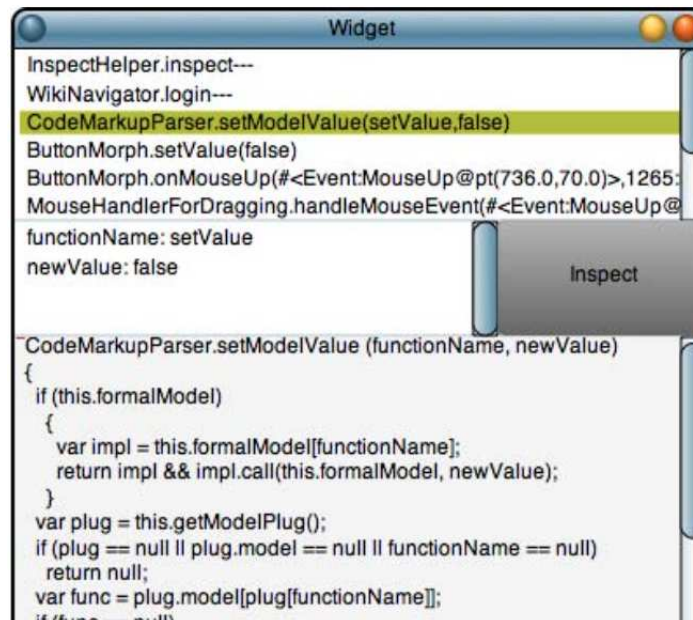 Widget
InspectHelper.inspect---
WikiNavigator.login---
CodeMarkupParser.setModelValue(setValue,false)
ButtonMorph.setValue(false)
ButtonMorph.onMouseUp(#<Event:MouseUp@pt(736.0,70.0)>,1265:
MouseHandlerForDragging.handleMouseEvent(#<Event:MouseUp@
functionName: setValue
newValue: false
Inspect
CodeMarkupParser.setModelValue (functionName, newValue)
{
if (this.formalModel)
{
var impl = this.formalModel[functionName];
return impl && impl.call(this.formalModel, newValue);
}
var plug = this.getModelPlug();
if (plug == null || plug.model == null || functionName == null)
return null;
var func = plug.model[plug[functionName]];
if (func == null)